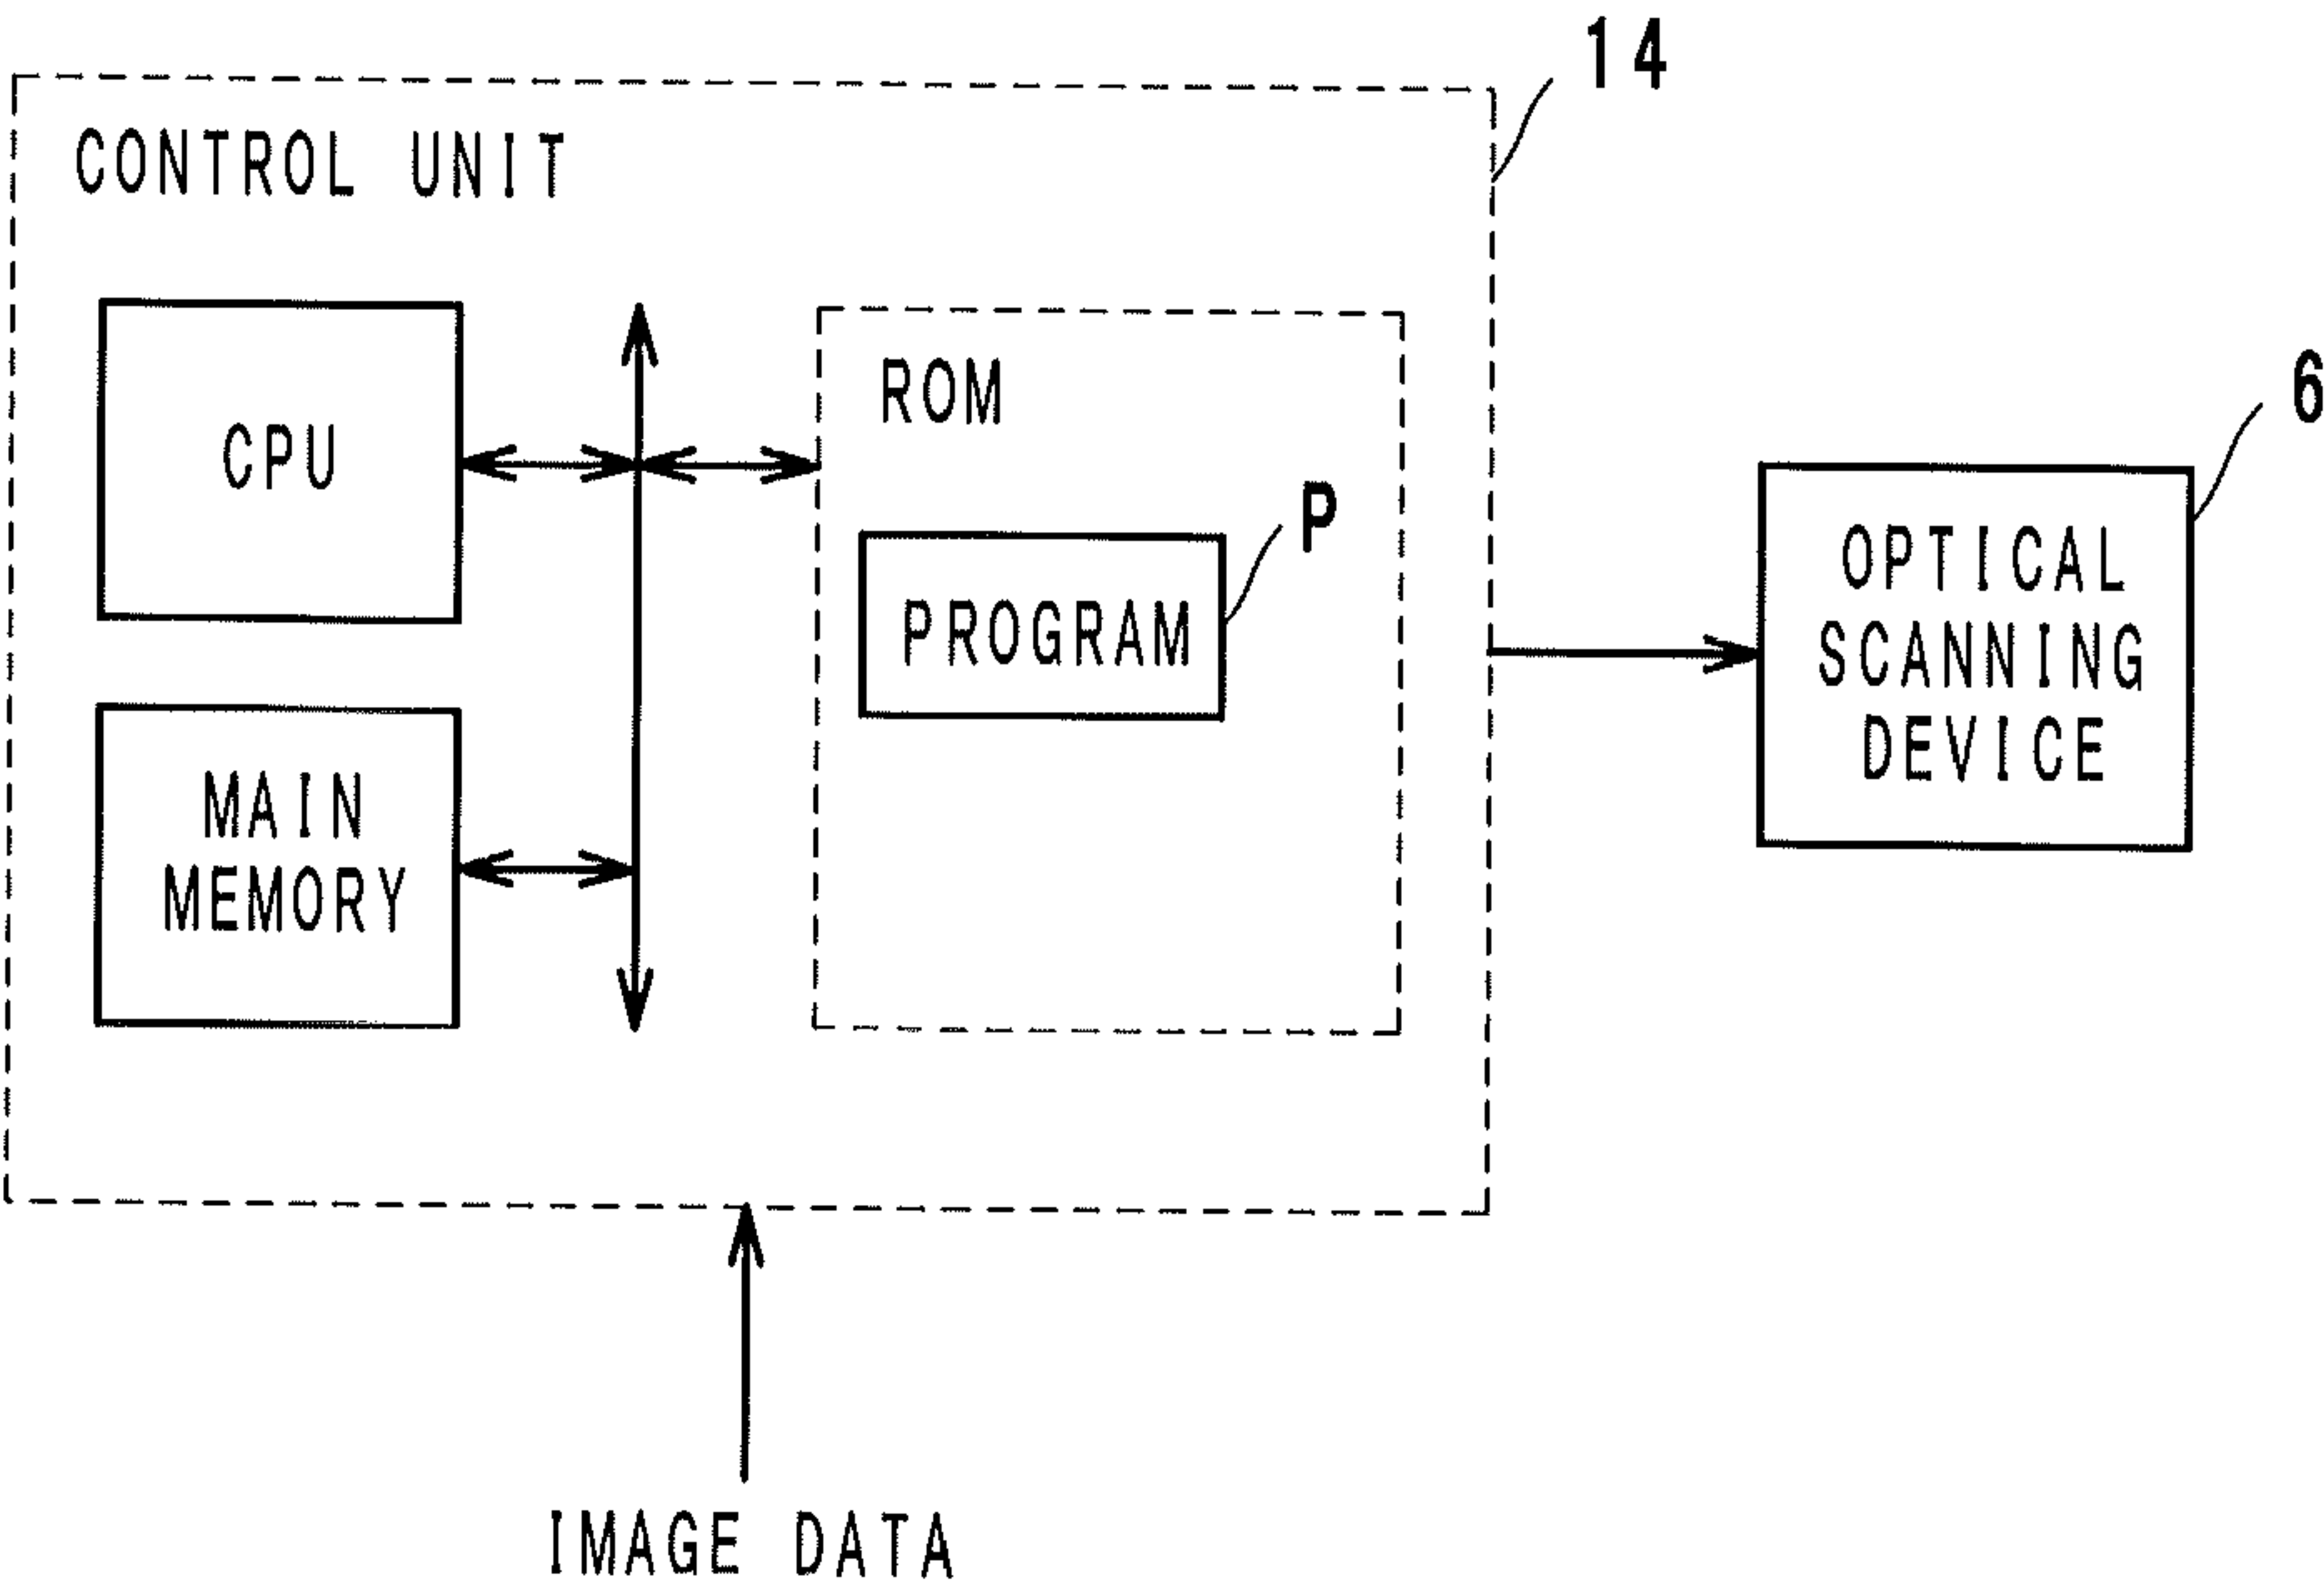 14
CONTROL UNIT
CPU
ROM
6
P
PROGRAM
OPTICAL
SCANNING
DEVICE
MAIN
MEMORY
IMAGE DATA